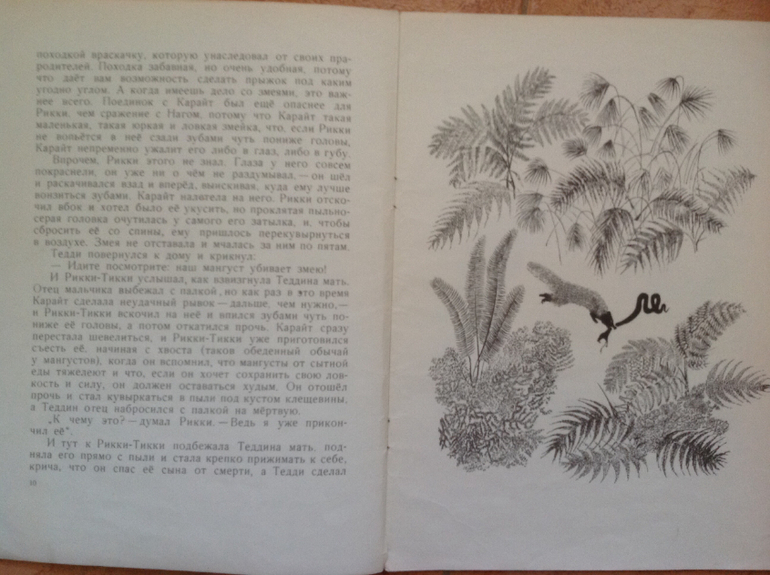 походкой враскачку, которую унаследовал от своих пра-
родителей. Походка забавная, но очень удобная, потому
что даёт вам возможность сделать прыжок под каким
угодно углом. А когда имеешь дело со змеями, это важ-
нее всего. Поединок с Карайт был ещё опаснее для
Рикки, чем сражение с Нагом, потому что Карайт такая
маленькая, такая юркая и ловкая змейка, что, если Рикки
не вопьётся в неё сзади зубами чуть пониже головы,
Карайт непременно ужалит его либо в глаз, либо в губу.
Впрочем, Рикки этого не знал. Глаза у него совсем
покраснели, он уже ни о чём не раздумывал, — он шёл
и раскачивался взад и вперёд, выискивая, куда ему лучше
вонзиться зубами. Карайт налетела на него. Рикки отско-
чил вбок и хотел было её укусить, но проклятая пыльно-
серая головка очутилась у самого его затылка, и, чтобы
сбросить её со спины, ему пришлось перекувырнуться
в воздухе. Змея не отставала и мчалась за ним по пятам.
Тедди повернулся к дому и крикнул:
— Идите посмотрите: наш мангуст убивает змею!
И Рикки-Тикки услышал, как взвизгнула Теддина мать.
Отец мальчика выбежал с палкой, но как раз в это время
Карайт сделала неудачный рывок — дальше, чем нужно, —
и Рикки-Тикки вскочил на неё и впился зубами чуть по-
ниже её головы, а потом откатился прочь. Карайт сразу
перестала шевелиться, и Рикки-Тикки уже приготовился
съесть её, начиная с хвоста (таков обеденный обычай
у мангустов), когда он вспомнил, что мангусты от сытной
еды тяжелеют и что, если он хочет сохранить свою лов-
кость и силу, он должен оставаться худым. Он отошёл
прочь и стал кувыркаться в пыли под кустом клещевины,
а Теддин отец набросился с палкой на мёртвую.
„К чему это? — думал Рикки. — Ведь я уже прикон-
чил её“.
И тут к Рикки-Тикки подбежала Теддина мать, под-
няла его прямо с пыли и стала крепко прижимать к себе,
крича, что он спас её сына от смерти, а Тедди сделал